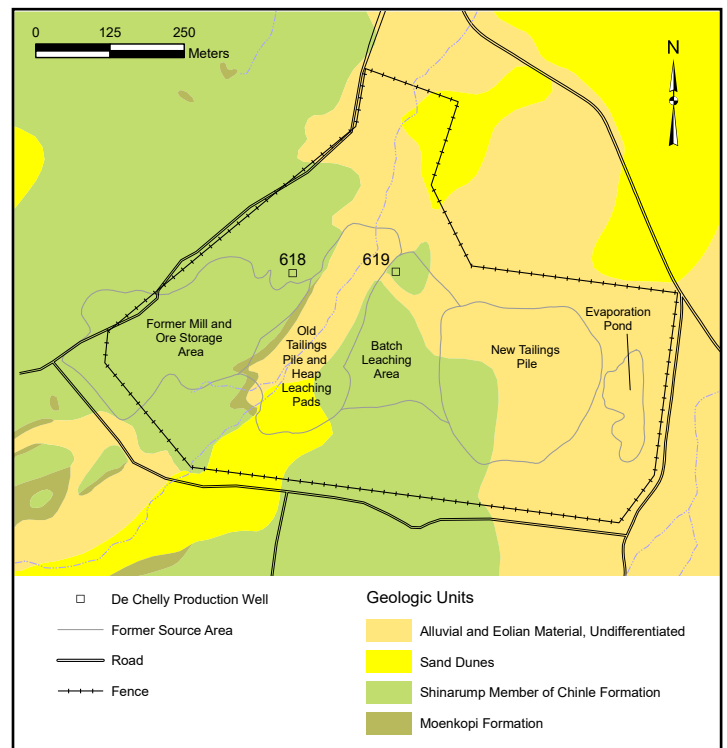 0 125 250
Meters
N
618
619
Former Mill and
Ore Storage
Area
Old
Tailings
Pile and
Heap
Leaching
Pads
Batch
Leaching
Area
New Tailings
Pile
Evaporation
Pond
De Chelly Production Well
Former Source Area
Road
Fence
Geologic Units
Alluvial and Eolian Material, Undifferentiated
Sand Dunes
Shinarump Member of Chinle Formation
Moenkopi Formation